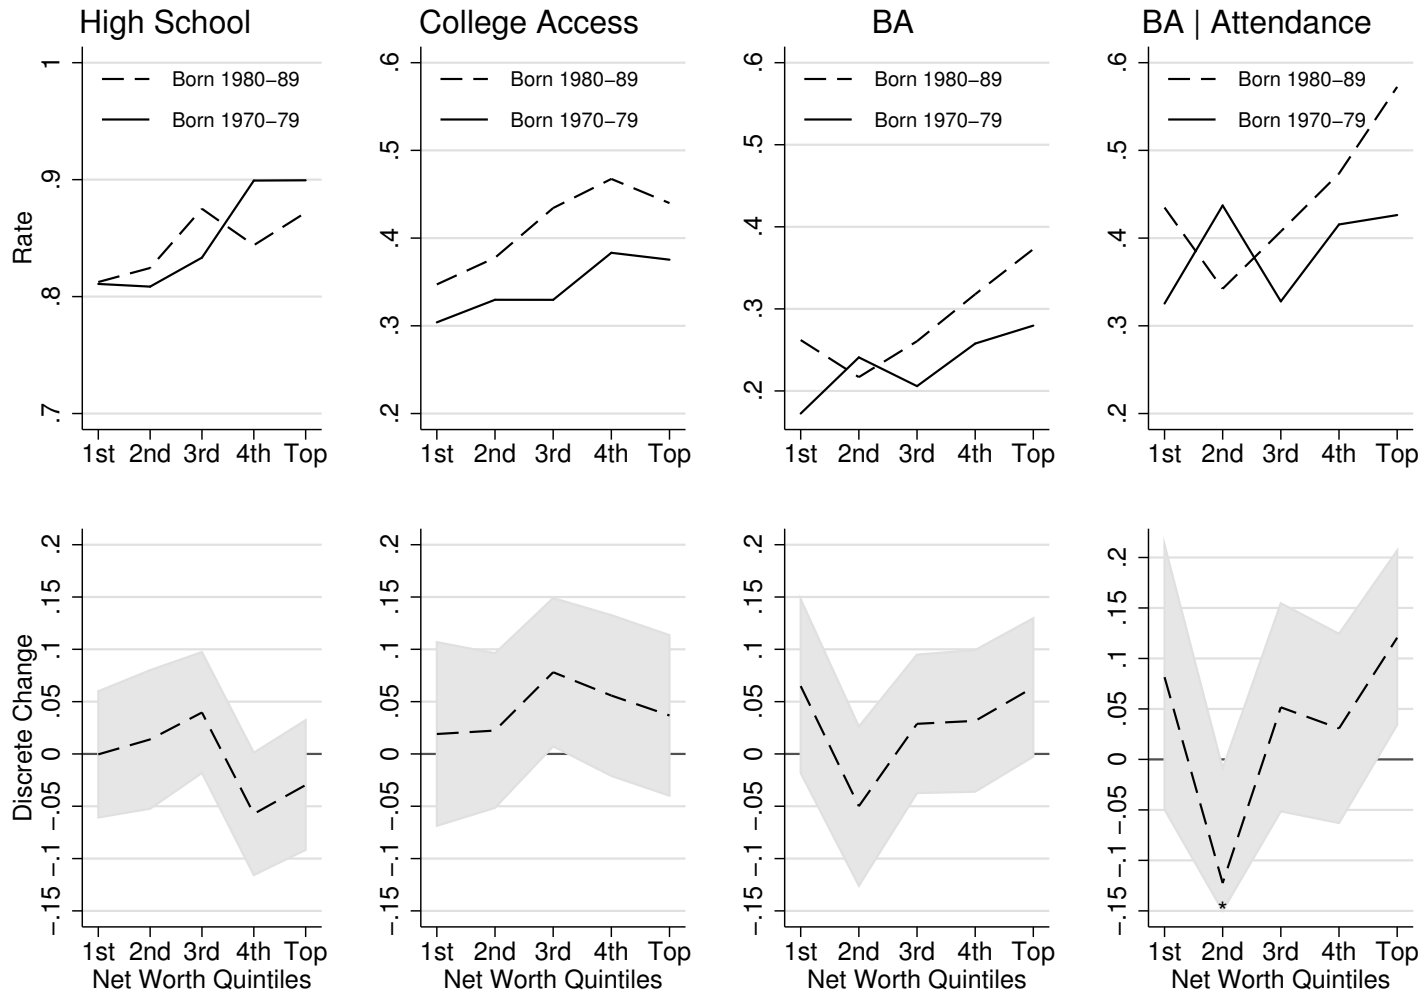 High School
College Access
BA
BA | Attendance
Rate
1
.9
.8
.7
Born 1980–89
Born 1970–79
1st 2nd 3rd 4th Top
.6
.5
.4
.3
.2
Born 1980–89
Born 1970–79
1st 2nd 3rd 4th Top
.6
.5
.4
.3
.2
Born 1980–89
Born 1970–79
1st 2nd 3rd 4th Top
.6
.5
.4
.3
.2
Born 1980–89
Born 1970–79
1st 2nd 3rd 4th Top
Discrete Change
.2
.15
.1
.05
0
−.05
−.1
−.15
1st 2nd 3rd 4th Top
Net Worth Quintiles
.2
.15
.1
.05
0
−.05
−.1
−.15
1st 2nd 3rd 4th Top
Net Worth Quintiles
.2
.15
.1
.05
0
−.05
−.1
−.15
1st 2nd 3rd 4th Top
Net Worth Quintiles
.2
.15
.1
.05
0
−.05
−.1
−.15
*
1st 2nd 3rd 4th Top
Net Worth Quintiles